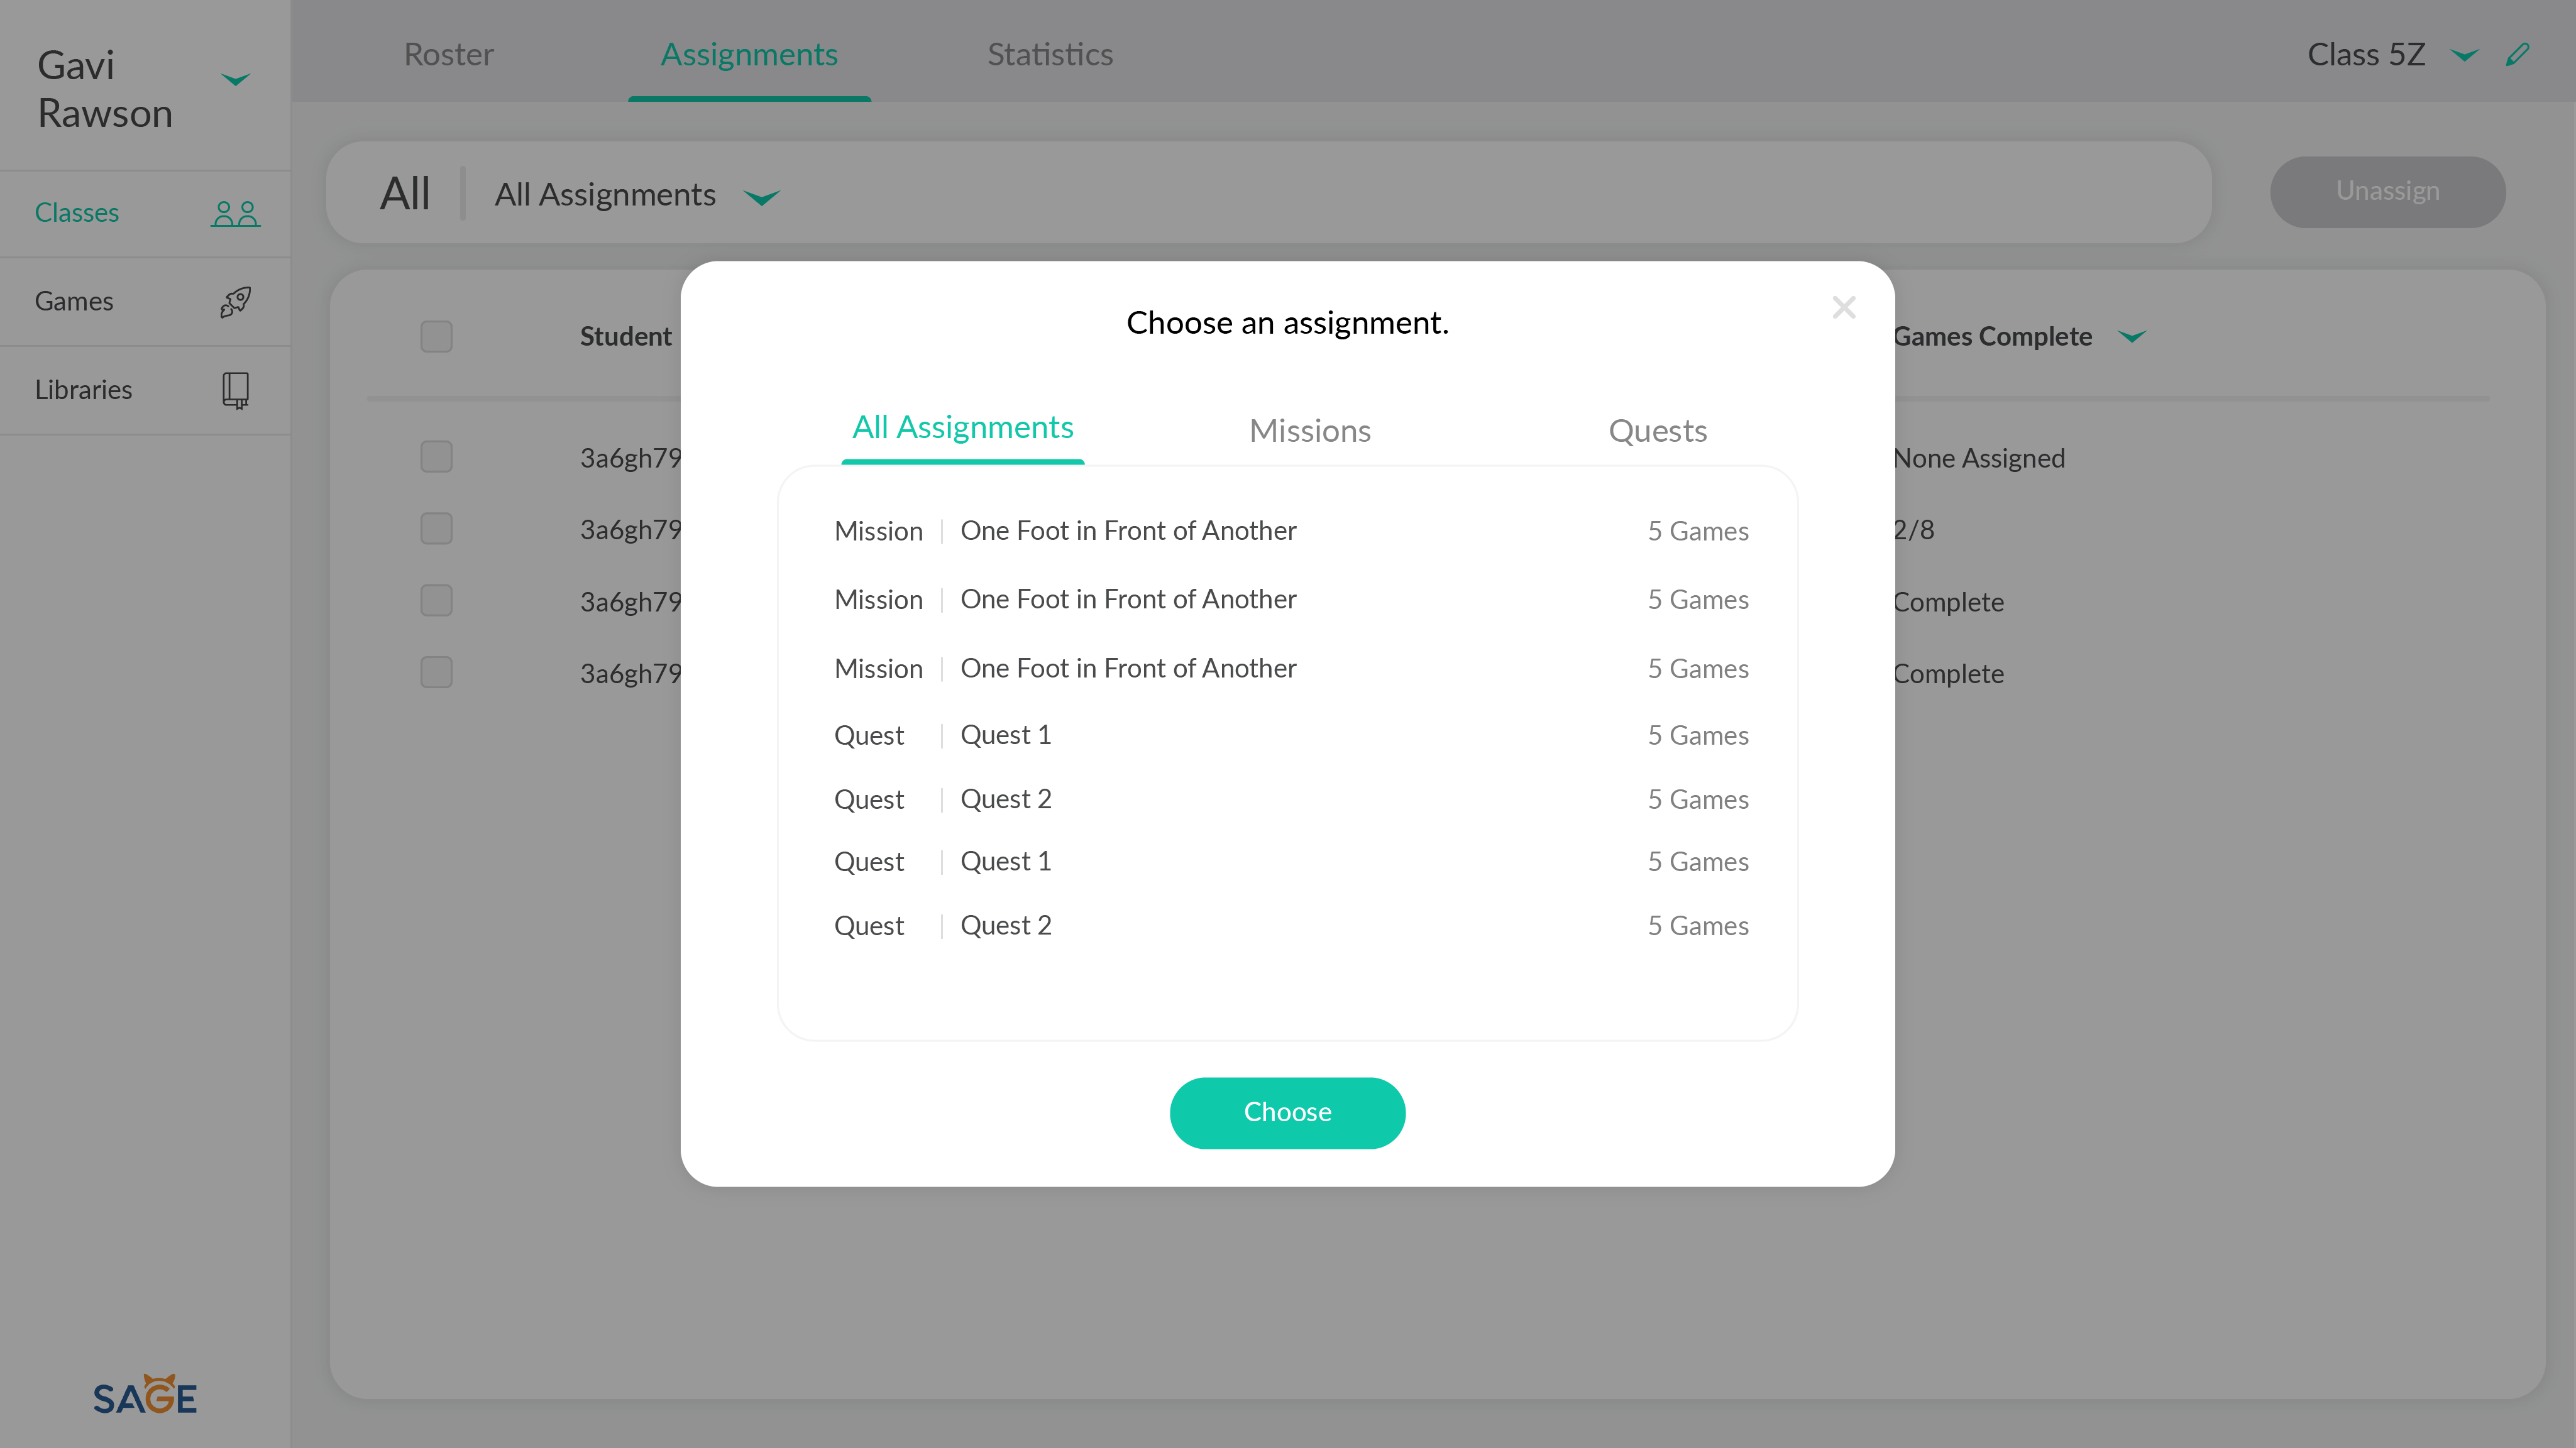 Gavi
Rawson
Roster
Assignments
Statistics
Class 5Z
Classes
Games
Libraries
All
All Assignments
Unassign
Student
Games Complete
3a6gh79
None Assigned
3a6gh79
2/8
3a6gh79
Complete
3a6gh79
Complete
Choose an assignment.
All Assignments
Missions
Quests
Mission One Foot in Front of Another 5 Games
Mission One Foot in Front of Another 5 Games
Mission One Foot in Front of Another 5 Games
Quest Quest 1 5 Games
Quest Quest 2 5 Games
Quest Quest 1 5 Games
Quest Quest 2 5 Games
Choose
SAGE